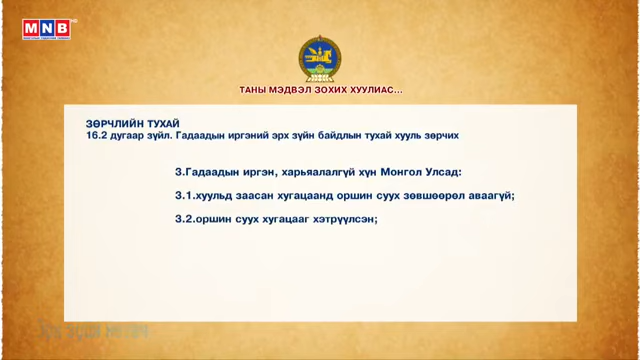 MNB
HD
ТАНЫ МЭДВЭЛ ЗОХИХ ХУУЛИАС...
ЗӨРЧЛИЙН ТУХАЙ
16.2 дугаар зүйл. Гадаадын иргэний эрх зүйн байдлын тухай хууль зөрчих
3.Гадаадын иргэн, харьяалалгүй хүн Монгол Улсад:
3.1.хуульд заасан хугацаанд оршин суух зөвшөөрөл аваагүй;
3.2.оршин суух хугацааг хэтрүүлсэн;